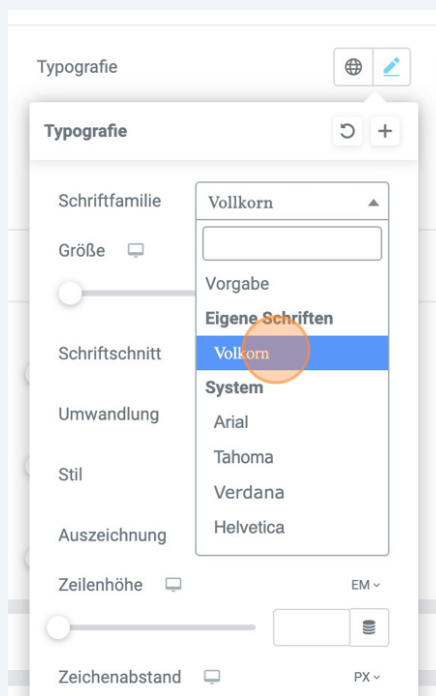 Typografie
Typografie
Schriftfamilie
Vollkorn
Größe
Vorgabe
Eigene Schriften
Volkorn
Schriftschnitt
System
Umwandlung
Arial
Tahoma
Stil
Verdana
Helvetica
Auszeichnung
Zeilenhöhe EM
Zeichenabstand PX